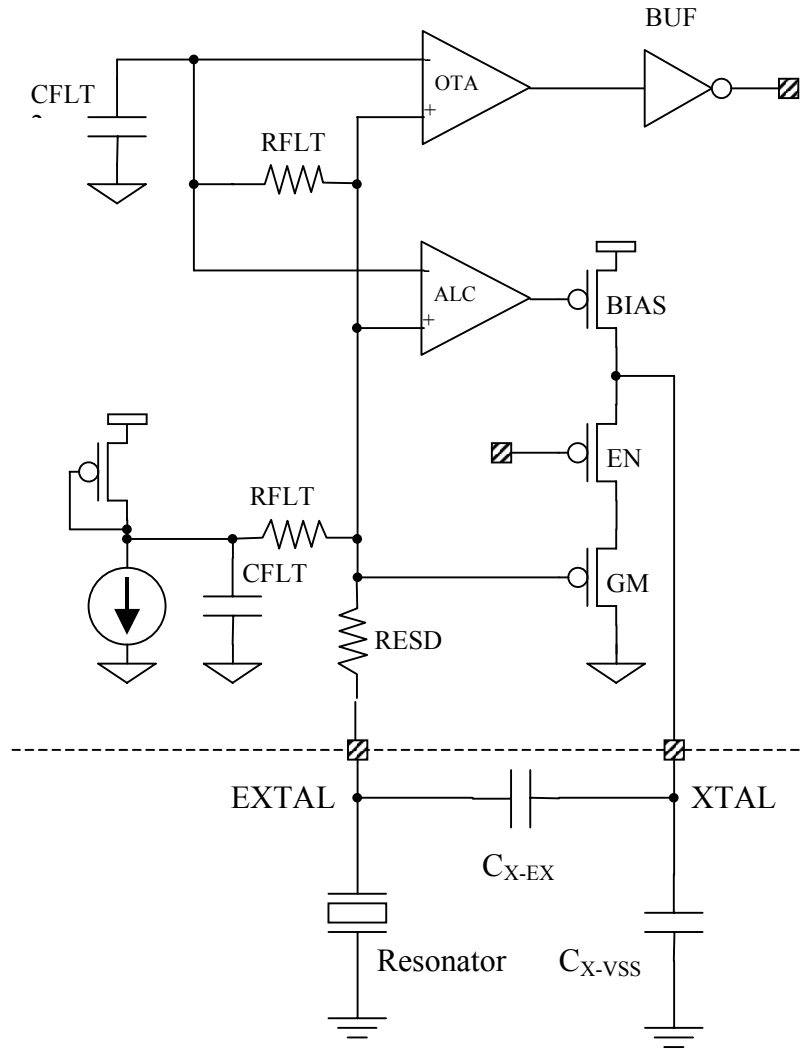 BUF
CFLT
OTA
RFLT
ALC
BIAS
EN
RFLT
CFLT
GM
RESD
EXTAL
XTAL
CX-EX
Resonator
CX-VSS